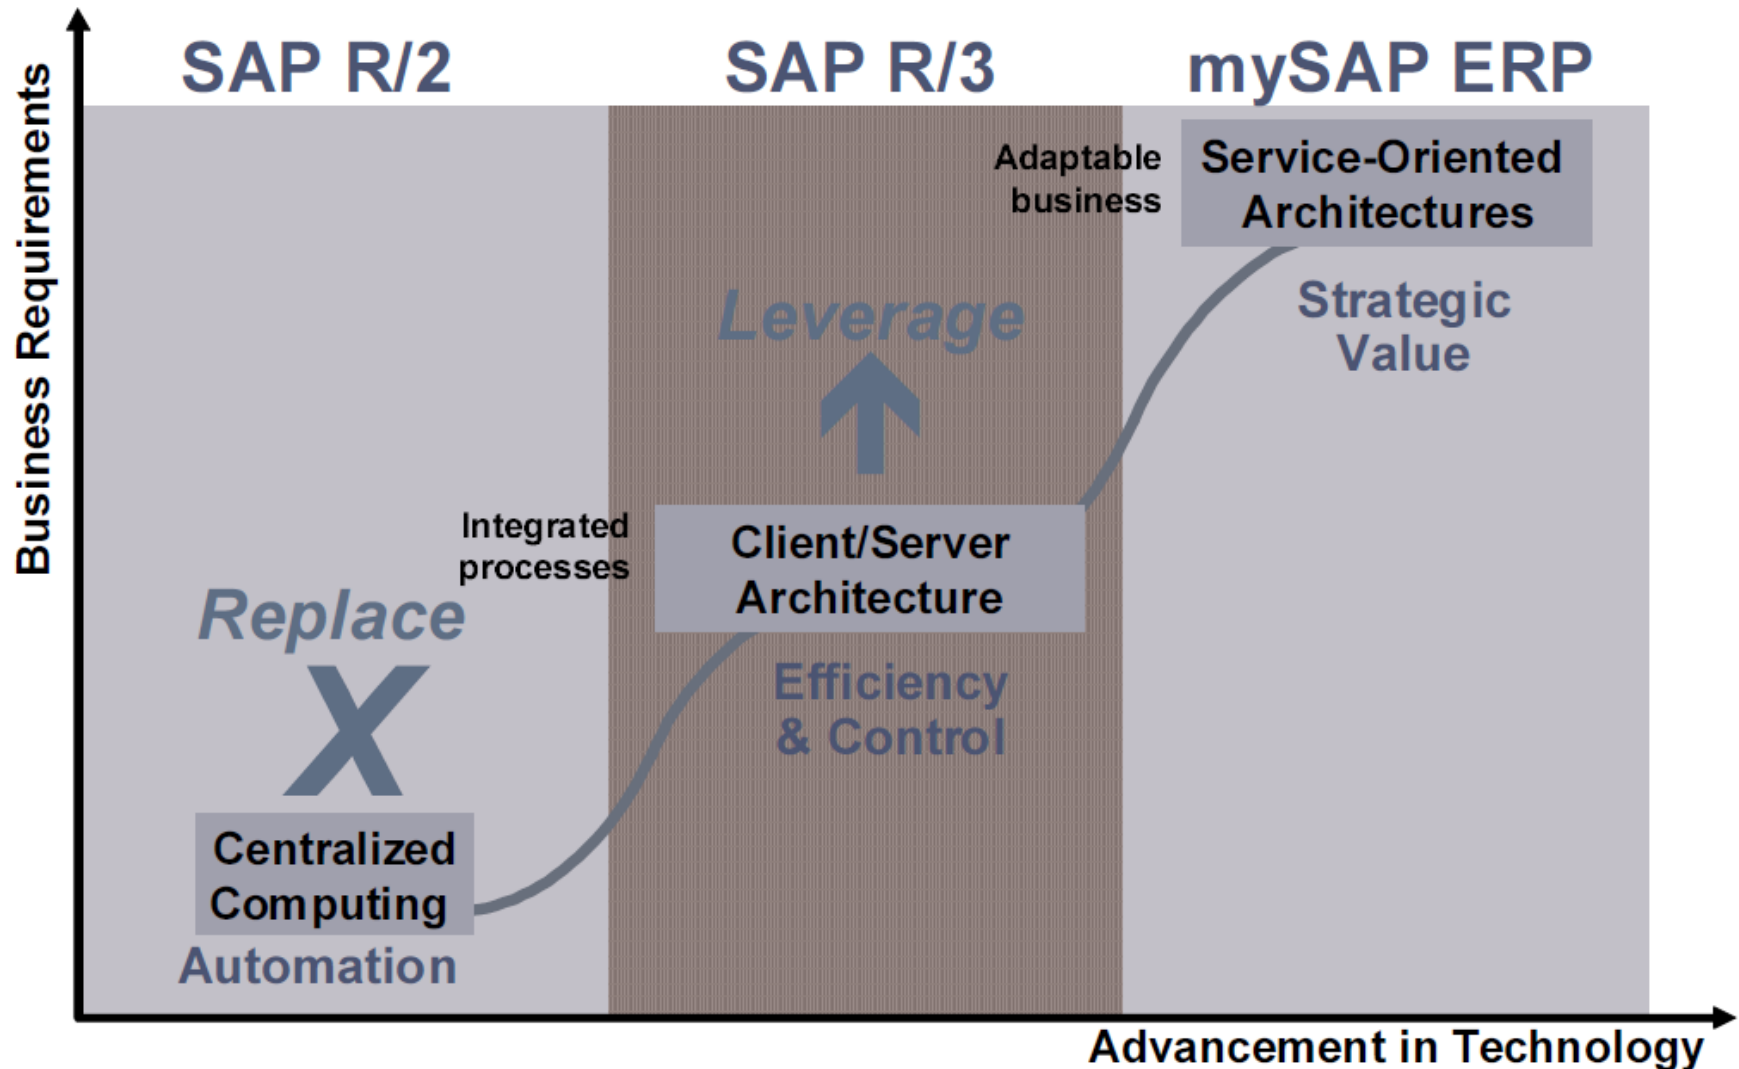 SAP R/2
SAP R/3
mySAP ERP
Business Requirements
Adaptable
business
Service-Oriented
Architectures
Strategic
Value
Leverage
Integrated
processes
Client/Server
Architecture
Efficiency
& Control
Replace
X
Centralized
Computing
Automation
Advancement in Technology